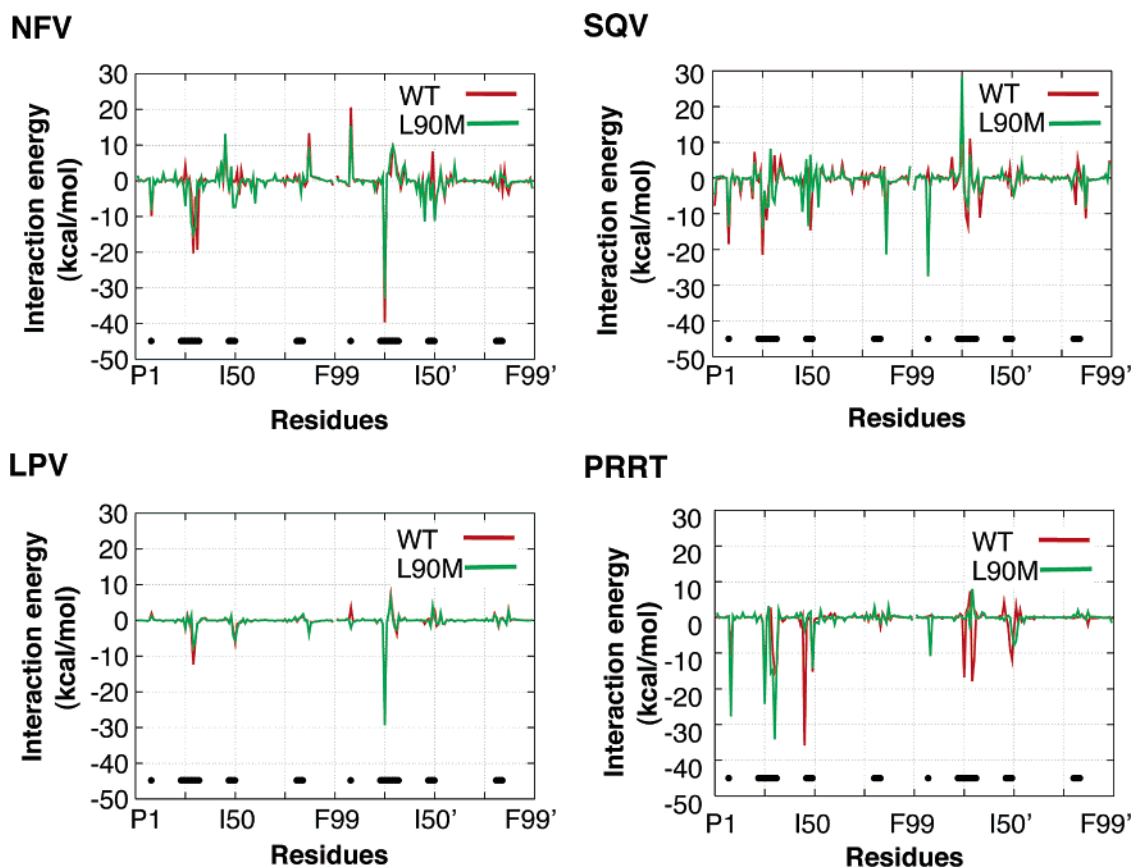 NFV
30
20
10
0
-10
-20
-30
-40
-50
Interaction energy
(kcal/mol)
WT
L90M
P1 I50 F99 I50’ F99’
Residues
SQV
30
20
10
0
-10
-20
-30
-40
-50
Interaction energy
(kcal/mol)
WT
L90M
P1 I50 F99 I50’ F99’
Residues
LPV
30
20
10
0
-10
-20
-30
-40
-50
Interaction energy
(kcal/mol)
WT
L90M
P1 I50 F99 I50’ F99’
Residues
PRRT
30
20
10
0
-10
-20
-30
-40
-50
Interaction energy
(kcal/mol)
WT
L90M
P1 I50 F99 I50’ F99’
Residues